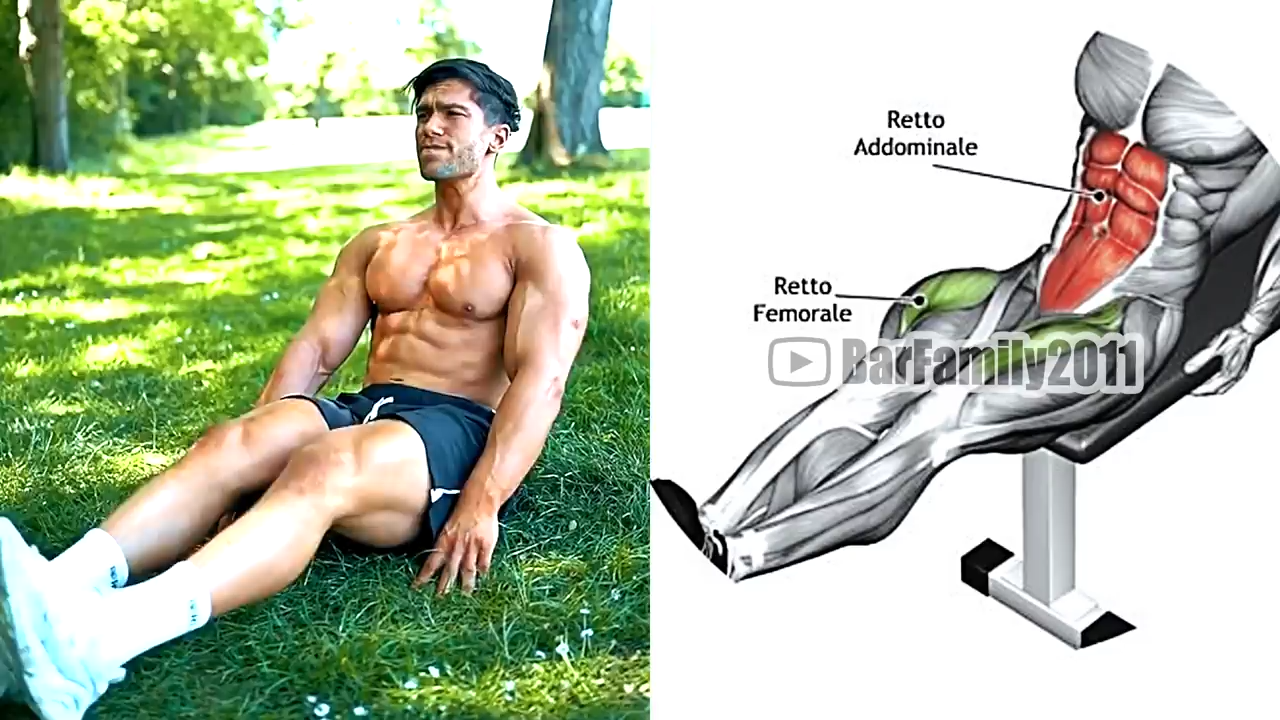 Retto
Addominale
Retto
Femorale
BarFamily2011